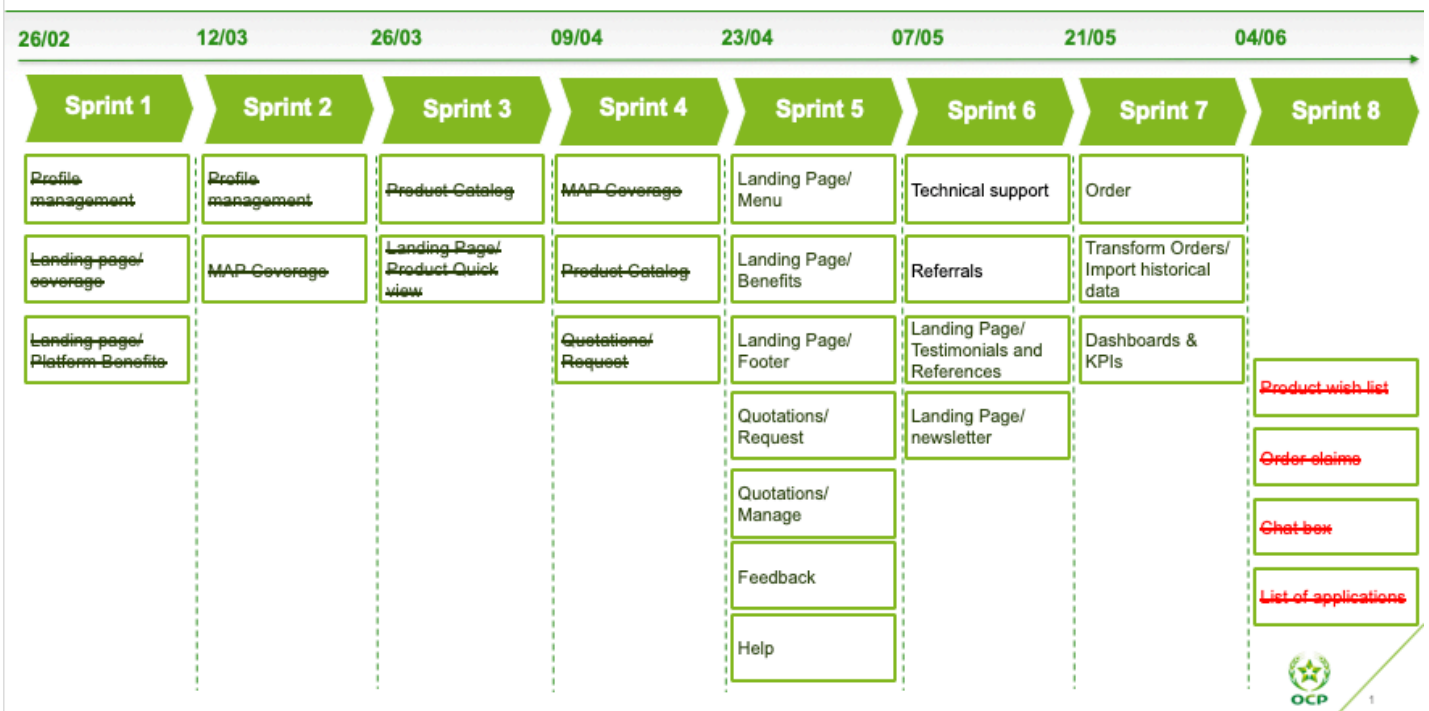 26/02 12/03 26/03 09/04 23/04 07/05 21/05 04/06
Sprint 1 Sprint 2 Sprint 3 Sprint 4 Sprint 5 Sprint 6 Sprint 7 Sprint 8
Profile
management
Landing page/
coverage
Landing page/
Platform Benefits
Profile
management
MAP Coverage
Product Catalog
Landing Page/
Product Quick
view
MAP Coverage
Product Catalog
Quotations/
Request
Landing Page/
Menu
Landing Page/
Benefits
Landing Page/
Footer
Quotations/
Request
Quotations/
Manage
Feedback
Help
Technical support
Referrals
Landing Page/
Testimonials and
References
Landing Page/
newsletter
Order
Transform Orders/
Import historical
data
Dashboards &
KPIs
Product wish list
Order claims
Chat box
List of applications
OCP
1